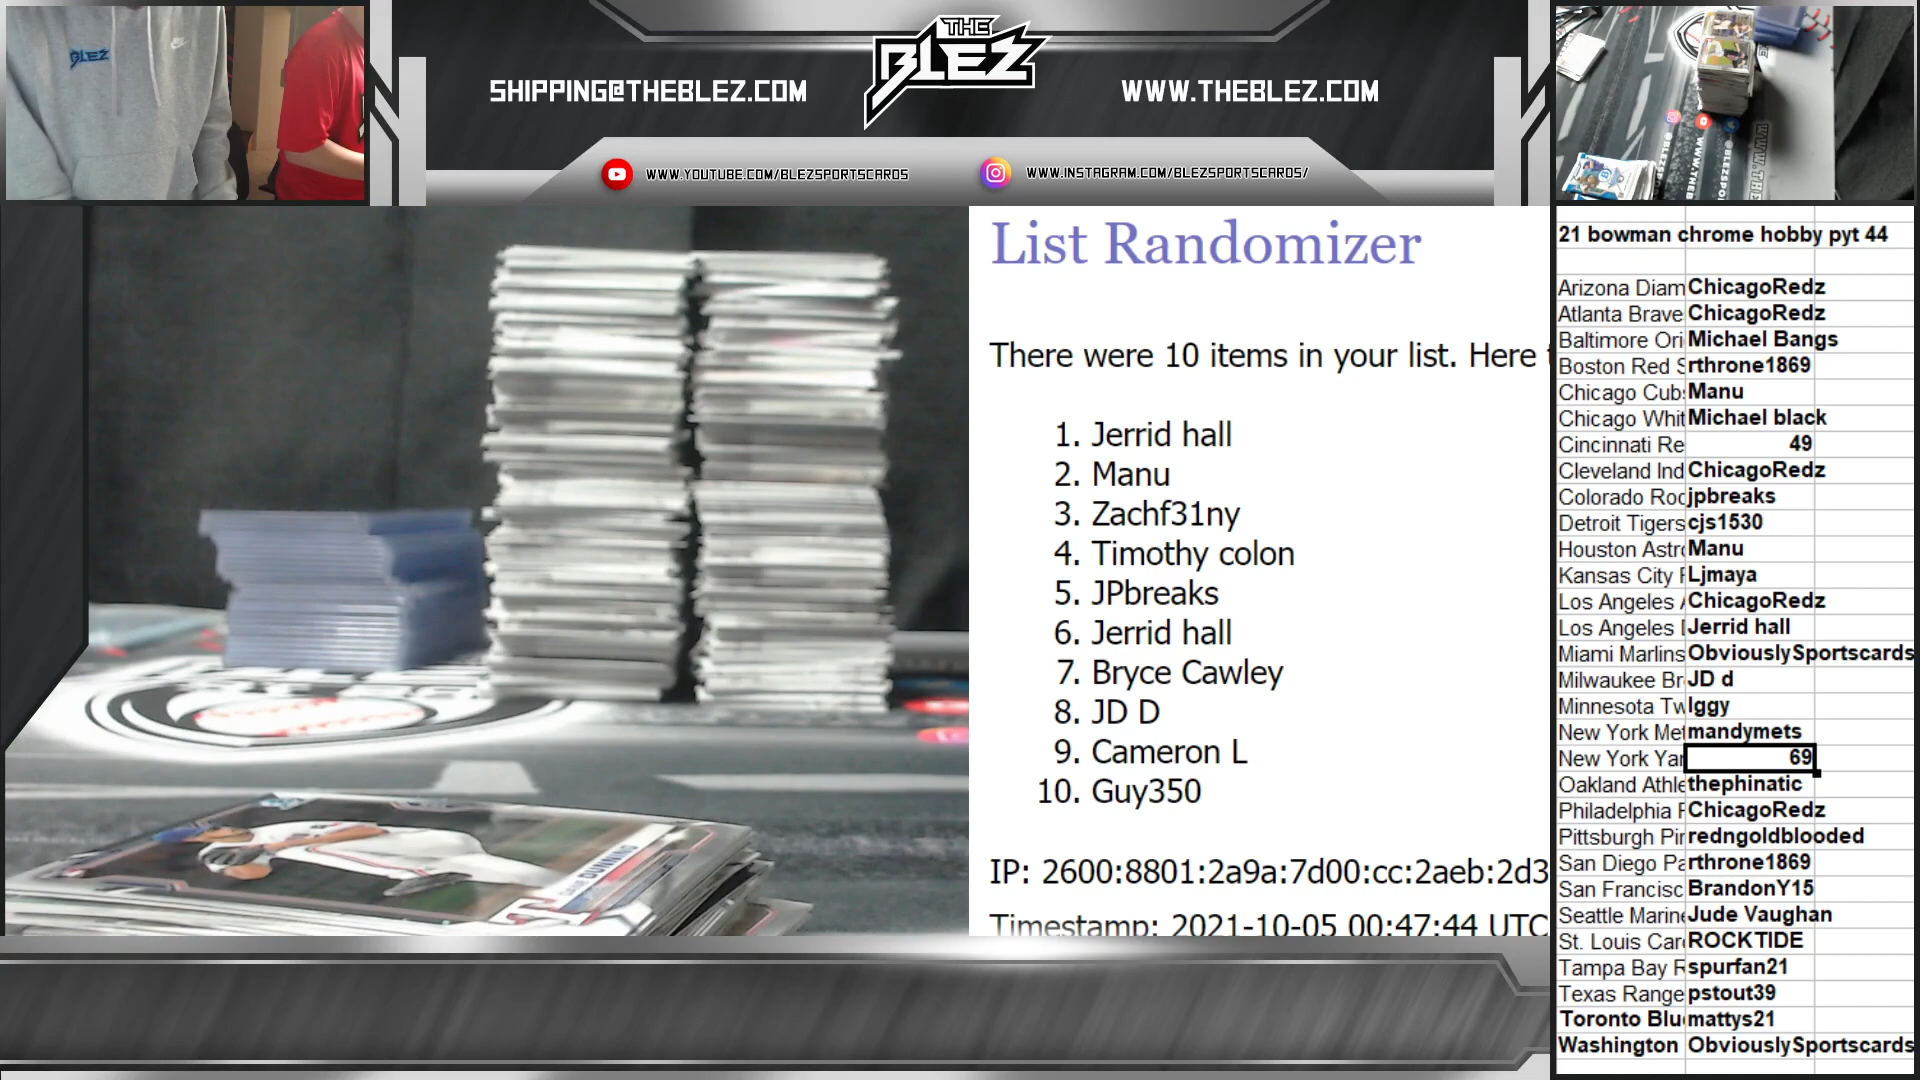 BLEZ
SHIPPING@THEBLEZ.COM
THE
BLEZ
WWW.THEBLEZ.COM
WWW.YOUTUBE.COM/BLEZSPORTSCARDS
WWW.INSTAGRAM.COM/BLEZSPORTSCARDS/
List Randomizer
There were 10 items in your list. Here
1. Jerrid hall
2. Manu
3. Zachf31ny
4. Timothy colon
5. JPbreaks
6. Jerrid hall
7. Bryce Cawley
8. JD D
9. Cameron L
10. Guy350
IP: 2600:8801:2a9a:7d00:cc:2aeb:2d3
Timestamp: 2021-10-05 00:47:44 UTC
DUNNING
21 bowman chrome hobby pyt 44
Arizona Diam ChicagoRedz
Atlanta Brave ChicagoRedz
Baltimore Ori Michael Bangs
Boston Red S rthrone1869
Chicago Cubs Manu
Chicago Whit Michael black
Cincinnati Re 49
Cleveland Ind ChicagoRedz
Colorado Roc jpbreaks
Detroit Tigers cjs1530
Houston Astro Manu
Kansas City R Ljmaya
Los Angeles A ChicagoRedz
Los Angeles D Jerrid hall
Miami Marlins ObviouslySportscards
Milwaukee Br JD d
Minnesota Tw Iggy
New York Met mandymets
New York Yan 69
Oakland Athle thephinatic
Philadelphia P ChicagoRedz
Pittsburgh Pir redngoldblooded
San Diego Pa rthrone1869
San Francisc BrandonY15
Seattle Marine Jude Vaughan
St. Louis Car ROCKTIDE
Tampa Bay R spurfan21
Texas Range pstout39
Toronto Blu mattys21
Washington ObviouslySportscards